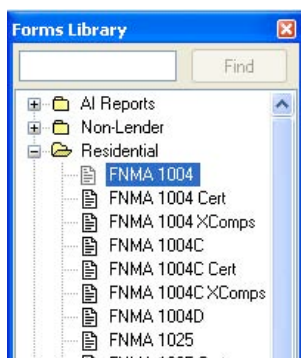 Forms Library
Find
AI Reports
Non-Lender
Residential
FNMA 1004
FNMA 1004 Cert
FNMA 1004 XComps
FNMA 1004C
FNMA 1004C Cert
FNMA 1004C XComps
FNMA 1004D
FNMA 1025